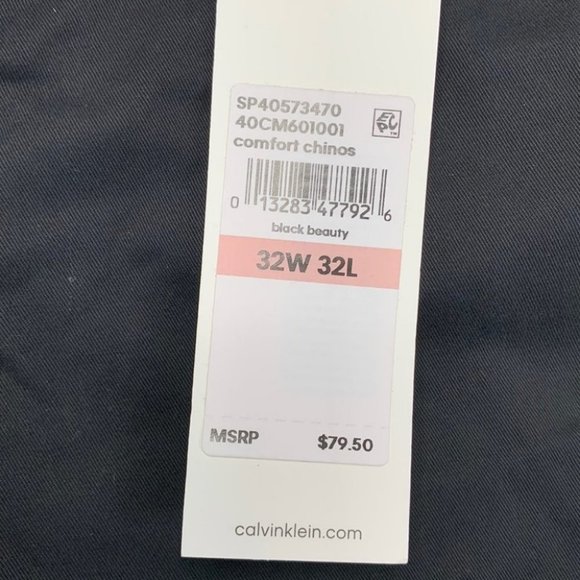 SP40573470
40CM601001
comfort chinos
0 13283 47792 6
black beauty
32W 32L
MSRP $79.50
calvinklein.com